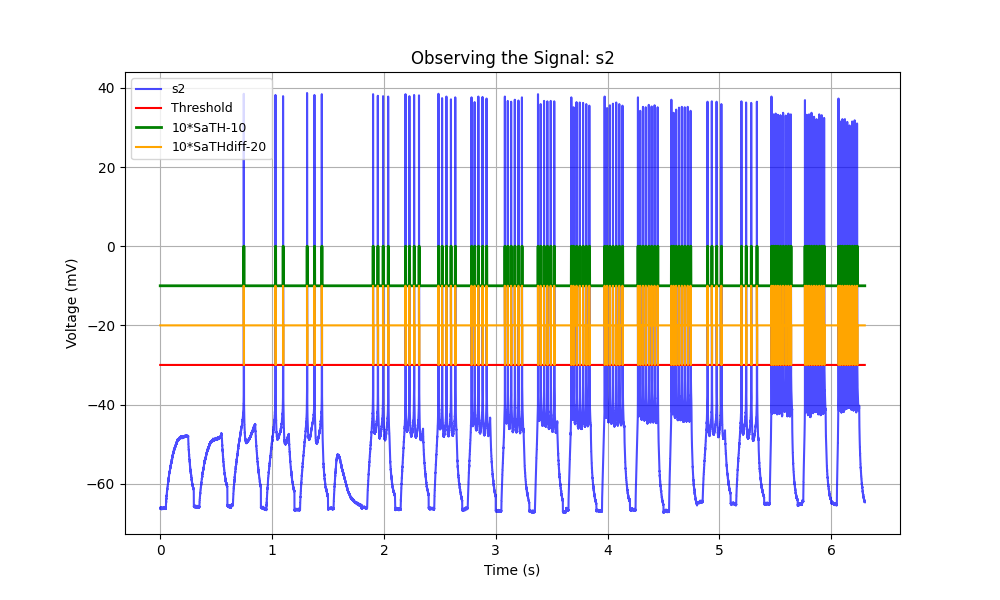 Observing the Signal: s2
s2
Threshold
10*SaTH-10
10*SaTHdiff-20
40
20
0
−20
−40
−60
Voltage (mV)
0 1 2 3 4 5 6
Time (s)